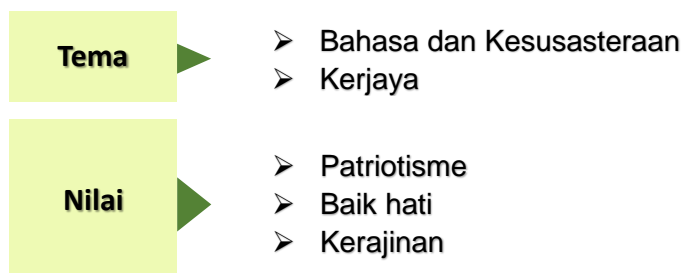 Tema
➢ Bahasa dan Kesusasteraan
➢ Kerjaya
Nilai
➢ Patriotisme
➢ Baik hati
➢ Kerajinan